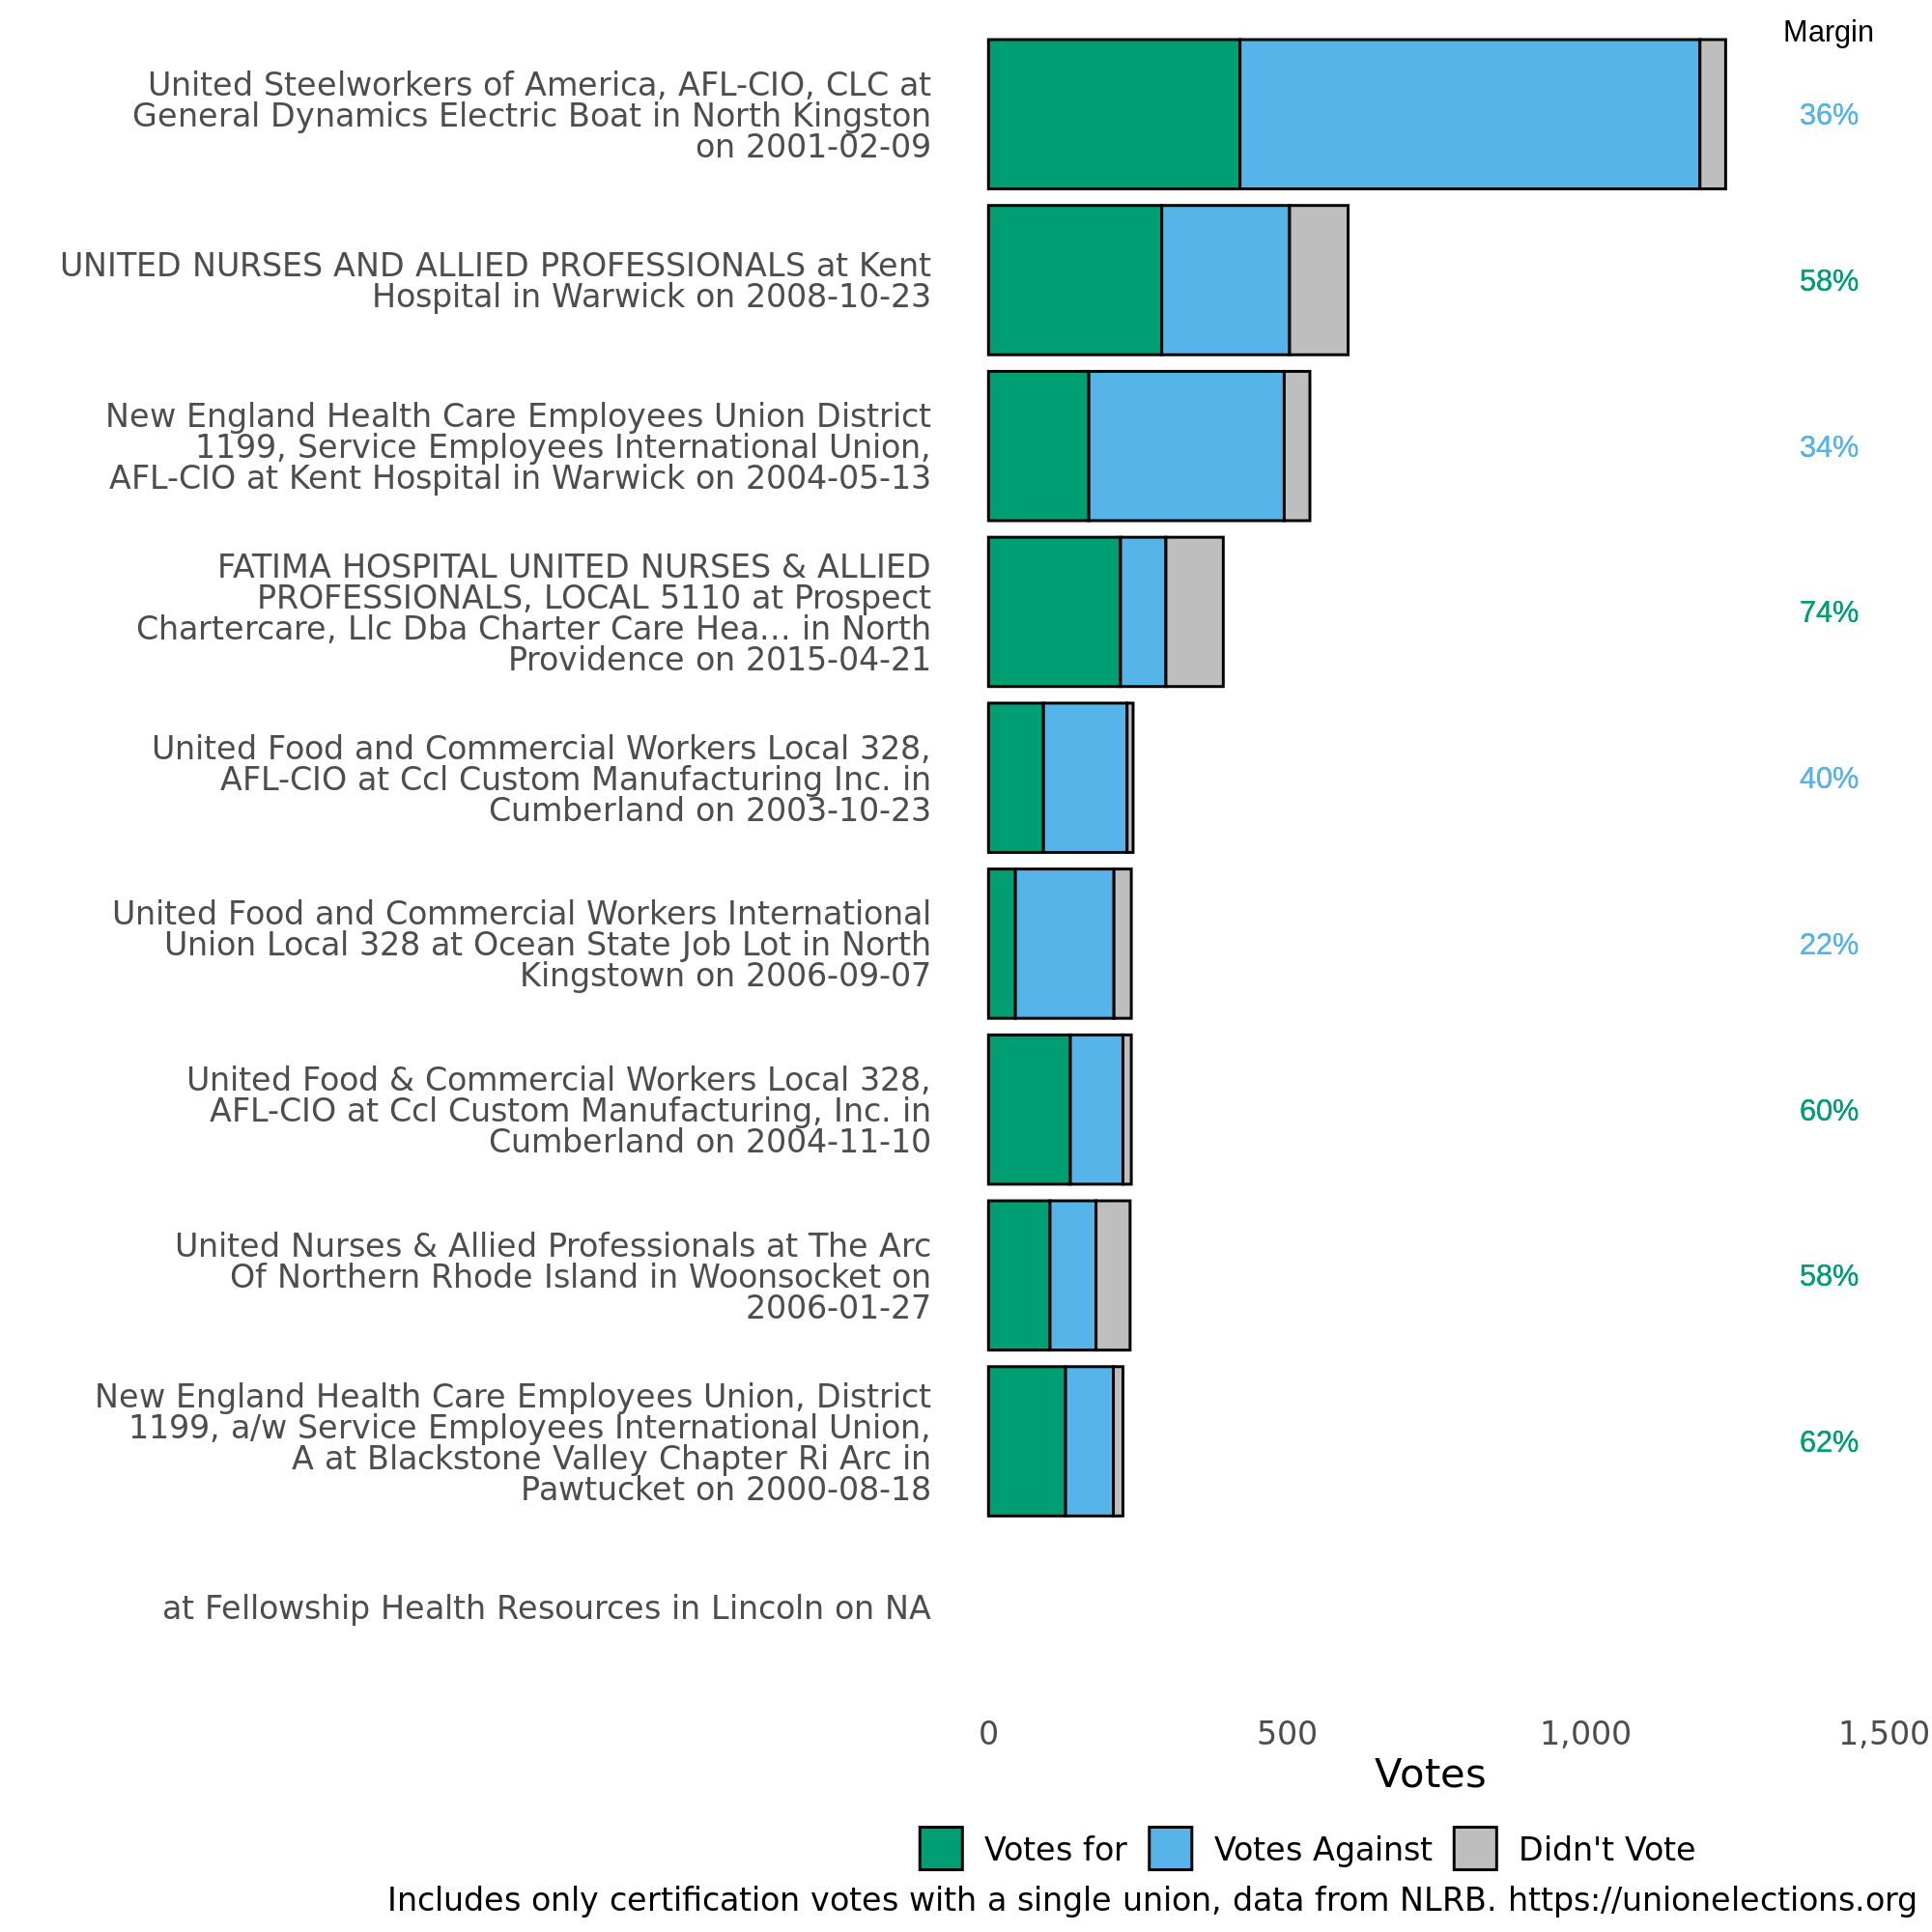 Margin
United Steelworkers of America, AFL-CIO, CLC at
General Dynamics Electric Boat in North Kingston
on 2001-02-09
36%
UNITED NURSES AND ALLIED PROFESSIONALS at Kent
Hospital in Warwick on 2008-10-23
58%
New England Health Care Employees Union District
1199, Service Employees International Union,
AFL-CIO at Kent Hospital in Warwick on 2004-05-13
34%
FATIMA HOSPITAL UNITED NURSES & ALLIED
PROFESSIONALS, LOCAL 5110 at Prospect
Chartercare, Llc Dba Charter Care Hea... in North
Providence on 2015-04-21
74%
United Food and Commercial Workers Local 328,
AFL-CIO at Ccl Custom Manufacturing Inc. in
Cumberland on 2003-10-23
40%
United Food and Commercial Workers International
Union Local 328 at Ocean State Job Lot in North
Kingstown on 2006-09-07
22%
United Food & Commercial Workers Local 328,
AFL-CIO at Ccl Custom Manufacturing, Inc. in
Cumberland on 2004-11-10
60%
United Nurses & Allied Professionals at The Arc
Of Northern Rhode Island in Woonsocket on
2006-01-27
58%
New England Health Care Employees Union, District
1199, a/w Service Employees International Union,
A at Blackstone Valley Chapter Ri Arc in
Pawtucket on 2000-08-18
62%
at Fellowship Health Resources in Lincoln on NA
0 500 1,000 1,500
Votes
Votes for Votes Against Didn't Vote
Includes only certification votes with a single union, data from NLRB. https://unionelections.org